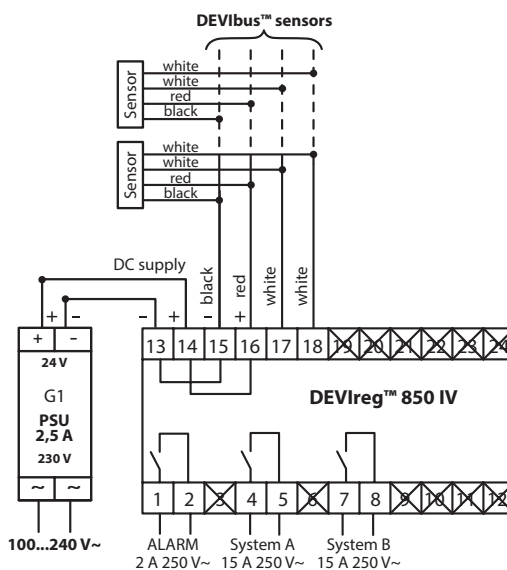 DEVIbus™ sensors
Sensor
white
white
red
black
Sensor
white
white
red
black
DC supply
black
red
white
white
+ – – + – +
+ –
13 14 15 16 17 18 19 20 21 22 23 24
24 V
G1
PSU
2,5 A
230 V
~ ~
DEVIreg™ 850 IV
1 2 3 4 5 6 7 8 9 10 11 12
100...240 V~
ALARM
2 A 250 V~
System A
15 A 250 V~
System B
15 A 250 V~